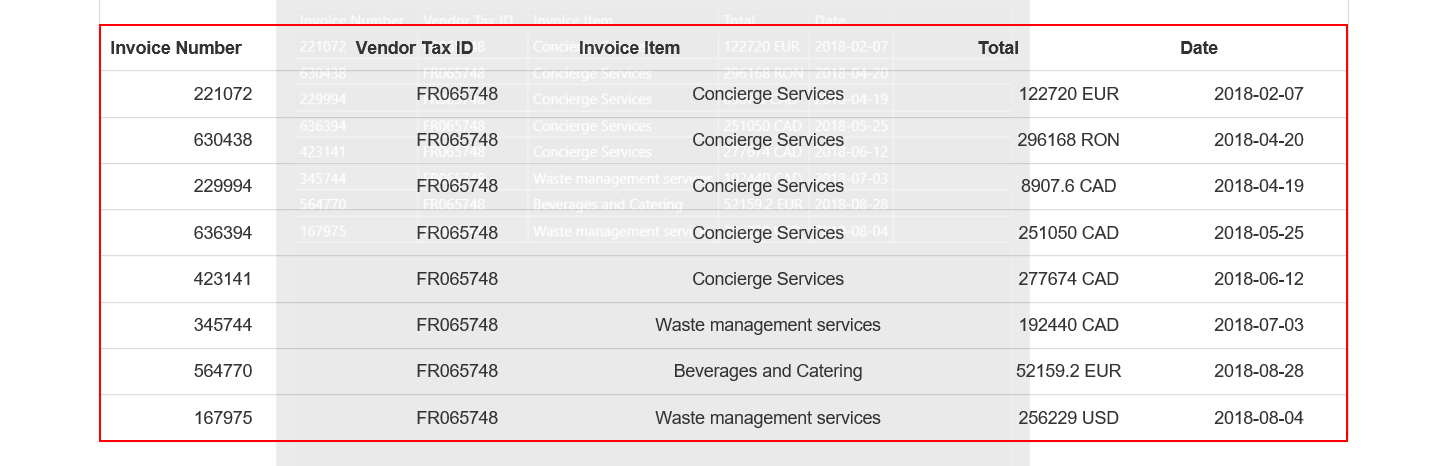 Invoice Number Vendor Tax ID Invoice Item Total Date
221072 FR065748 Concierge Services 122720 EUR 2018-02-07
630438 FR065748 Concierge Services 296168 RON 2018-04-20
229994 FR065748 Concierge Services 8907.6 CAD 2018-04-19
636394 FR065748 Concierge Services 251050 CAD 2018-05-25
423141 FR065748 Concierge Services 277674 CAD 2018-06-12
345744 FR065748 Waste management services 192440 CAD 2018-07-03
564770 FR065748 Beverages and Catering 52159.2 EUR 2018-08-28
167975 FR065748 Waste management services 256229 USD 2018-08-04